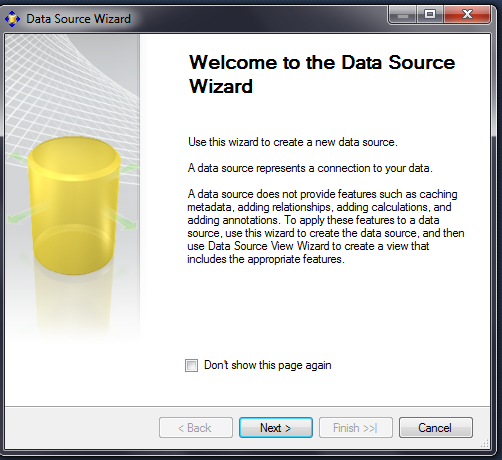 Data Source Wizard
Welcome to the Data Source
Wizard
Use this wizard to create a new data source.
A data source represents a connection to your data.
A data source does not provide features such as caching
metadata, adding relationships, adding calculations, and
adding annotations. To apply these features to a data
source, use this wizard to create the data source, and then
use Data Source View Wizard to create a view that
includes the appropriate features.
Don't show this page again
< Back
Next >
Finish >>|
Cancel